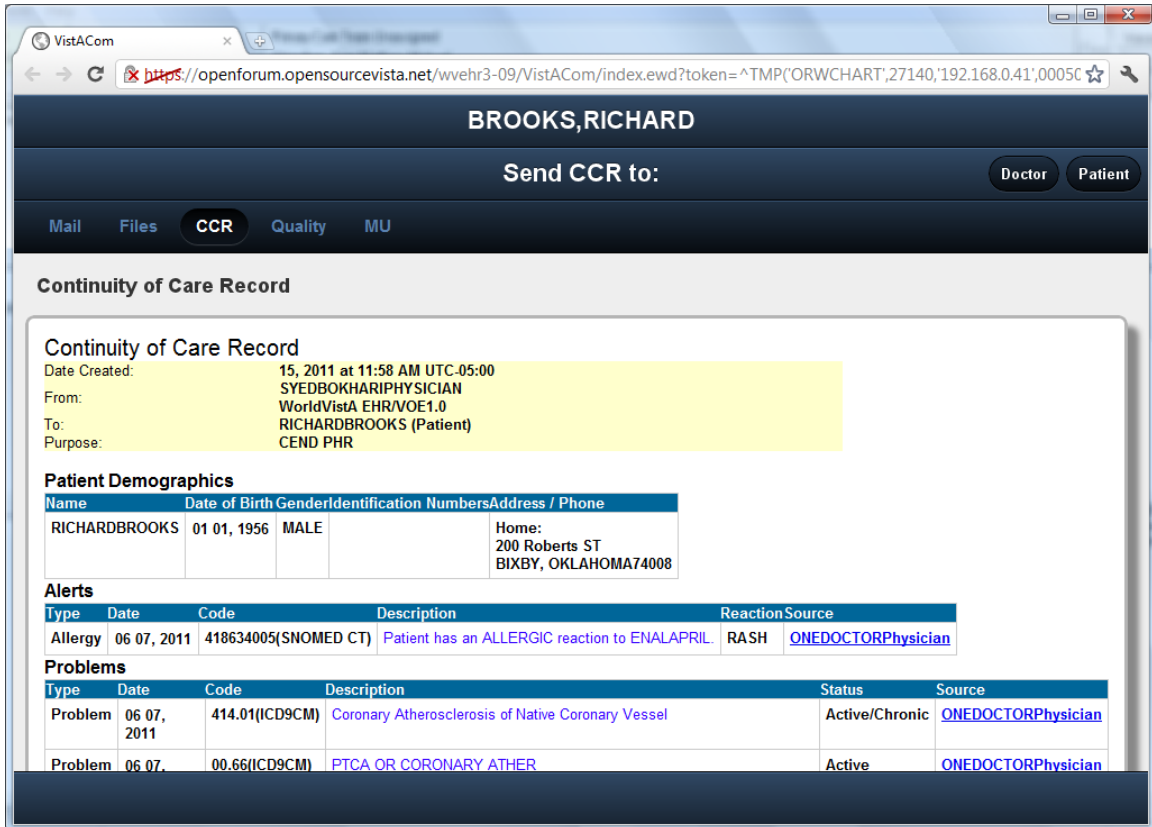 VistACom
https://openforum.opensourcevista.net/wvehr3-09/VistACom/index.ewd?token=^TMP('ORWCHART',27140,'192.168.0.41',0005(
BROOKS,RICHARD
Send CCR to: Doctor Patient
Mail Files CCR Quality MU
Continuity of Care Record
Continuity of Care Record
Date Created: 15, 2011 at 11:58 AM UTC-05:00
From: SYEDBOKHARIPHYSICIAN
WorldVistA EHR/VOE1.0
To: RICHARDBROOKS (Patient)
Purpose: CEND PHR
Patient Demographics
Name Date of Birth Gender Identification Numbers Address / Phone
RICHARDBROOKS 01 01, 1956 MALE Home:
200 Roberts ST
BIXBY, OKLAHOMA74008
Alerts
Type Date Code Description Reaction Source
Allergy 06 07, 2011 418634005(SNOMED CT) Patient has an ALLERGIC reaction to ENALAPRIL. RASH ONEDOCTORPhysician
Problems
Type Date Code Description Status Source
Problem 06 07, 2011 414.01(ICD9CM) Coronary Atherosclerosis of Native Coronary Vessel Active/Chronic ONEDOCTORPhysician
Problem 06 07, 00.66(ICD9CM) PTCA OR CORONARY ATHER Active ONEDOCTORPhysician